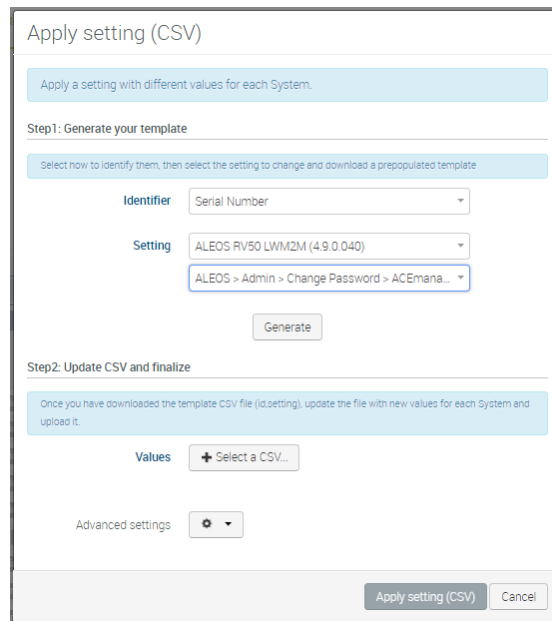 Apply setting (CSV)
Apply a setting with different values for each System.
Step1: Generate your template
Select how to identify them, then select the setting to change and download a prepopulated template
Identifier Serial Number
Setting ALEOS RV50 LWM2M (4.9.0.040)
ALEOS > Admin > Change Password > ACEmana...
Generate
Step2: Update CSV and finalize
Once you have downloaded the template CSV file (id;setting), update the file with new values for each System and
upload it.
Values + Select a CSV...
Advanced settings
Apply setting (CSV) Cancel